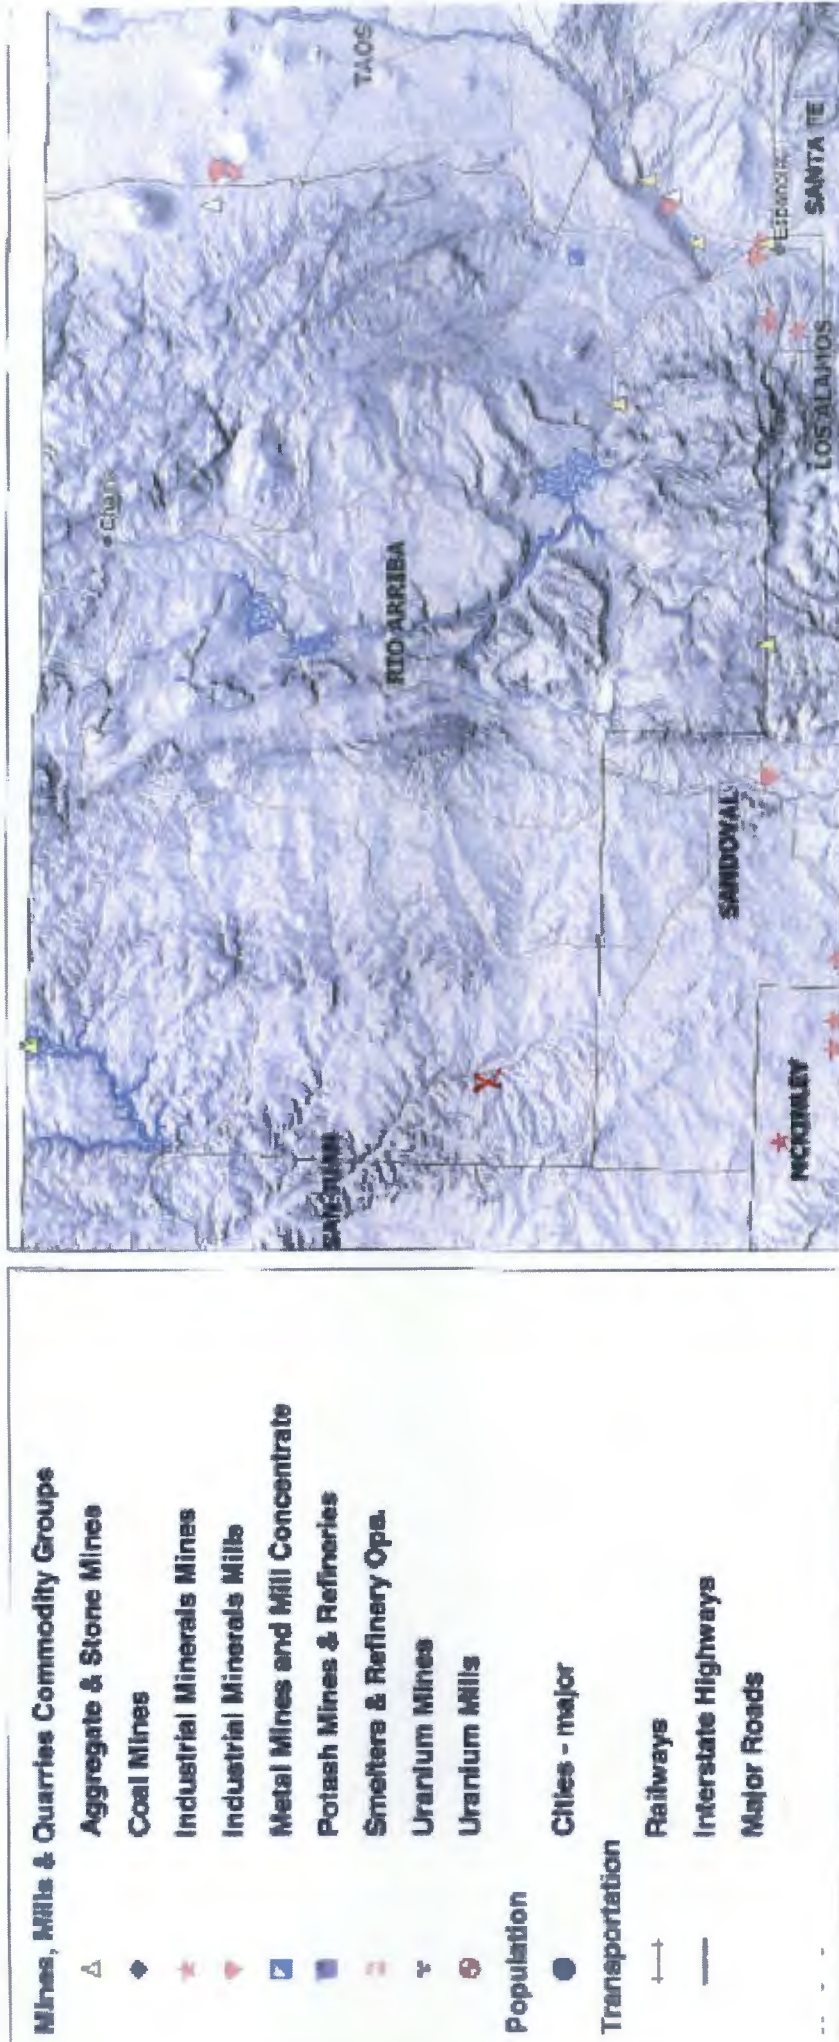 Mines, Mills & Quarries Commodity Groups
Aggregate & Stone Mines
Coal Mines
Industrial Minerals Mines
Industrial Minerals Mills
Metal Mines and Mill Concentrate
Potash Mines & Refineries
Smelters & Refinery Ops.
Uranium Mines
Uranium Mills
Population
Cities - major
Transportation
Railways
Interstate Highways
Major Roads
TAOS
RIO ARRIBA
SAN JUAN
X
SANDOVAL
MCKINLEY
LOS ALAMOS
SANTA FE